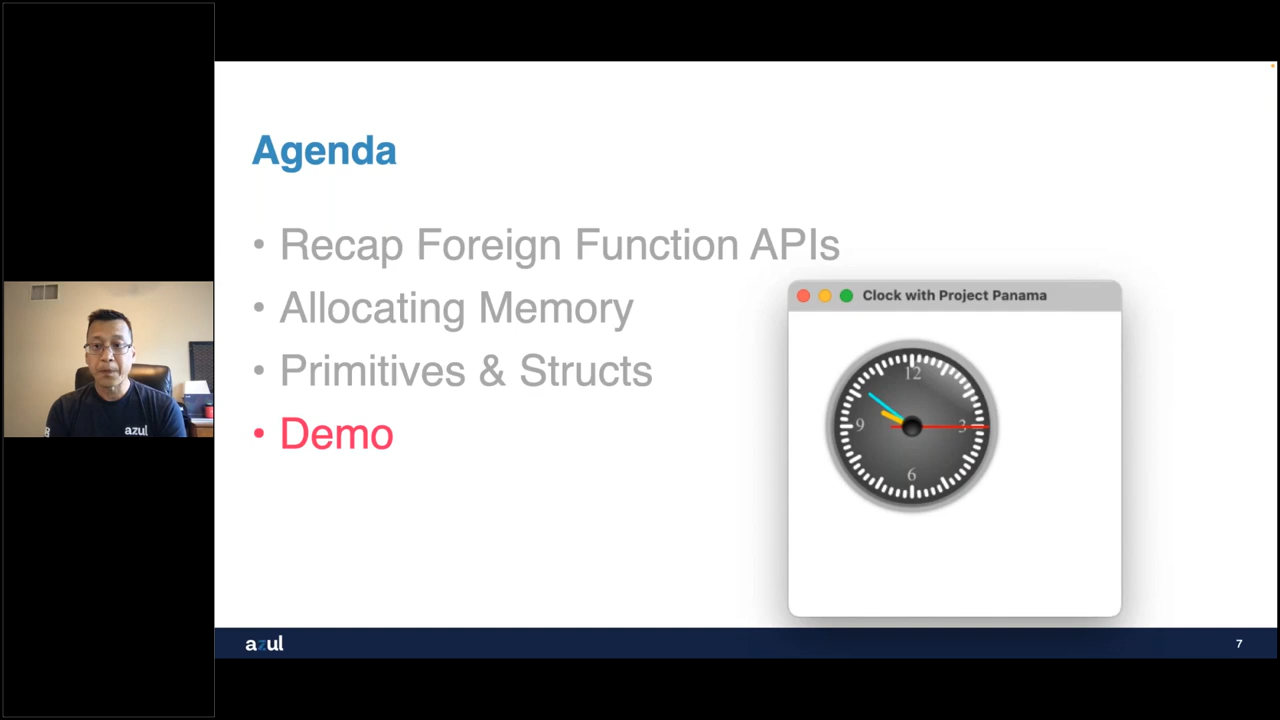 Agenda
• Recap Foreign Function APIs
• Allocating Memory
• Primitives & Structs
• Demo
Clock with Project Panama
12
9
3
6
azul
azul
7